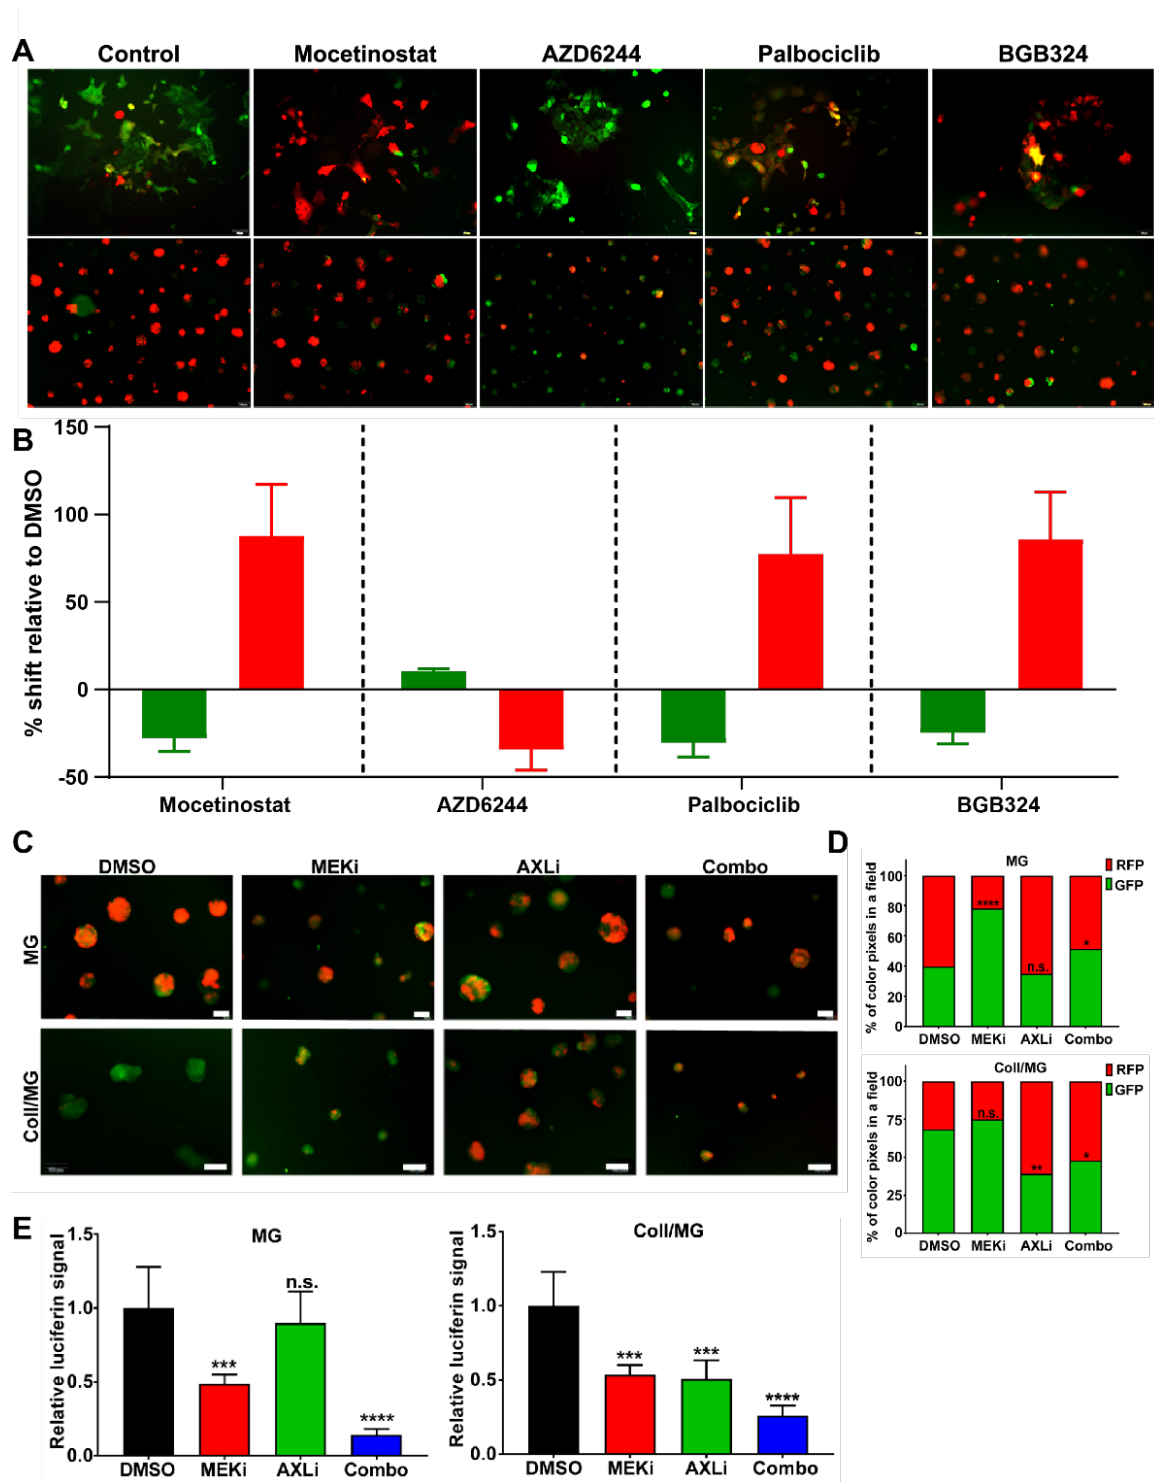 A
Control
Mocetinostat
AZD6244
Palbociclib
BGB324
B
% shift relative to DMSO
150
100
50
0
-50
Mocetinostat
AZD6244
Palbociclib
BGB324
C
DMSO
MEKi
AXLi
Combo
MG
Coll/MG
D
MG
RFP
GFP
% of color pixels in a field
100
80
60
40
20
0
****
n.s.
*
DMSO
MEKi
AXLi
Combo
Coll/MG
RFP
GFP
% of color pixels in a field
100
75
50
25
0
n.s.
**
*
DMSO
MEKi
AXLi
Combo
E
MG
Relative luciferin signal
1.5
1.0
0.5
0.0
***
n.s.
****
DMSO
MEKi
AXLi
Combo
Coll/MG
Relative luciferin signal
1.5
1.0
0.5
0.0
***
***
****
DMSO
MEKi
AXLi
Combo